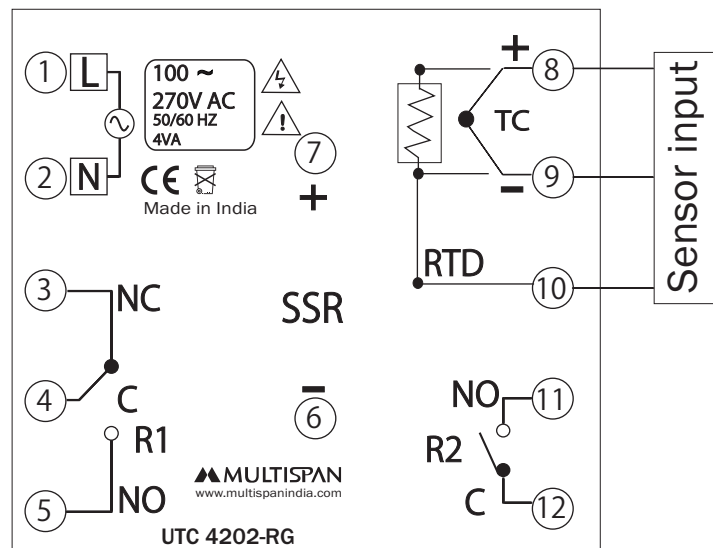 1 L
100 ~
270V AC
50/60 HZ
4VA
2 N
CE
Made in India
7
+
+ 8
TC
- 9
RTD
10
Sensor input
3 NC
4 C
R1
5 NO
SSR
-
6
MULTISPAN
www.multispanindia.com
UTC 4202-RG
NO 11
R2
C 12